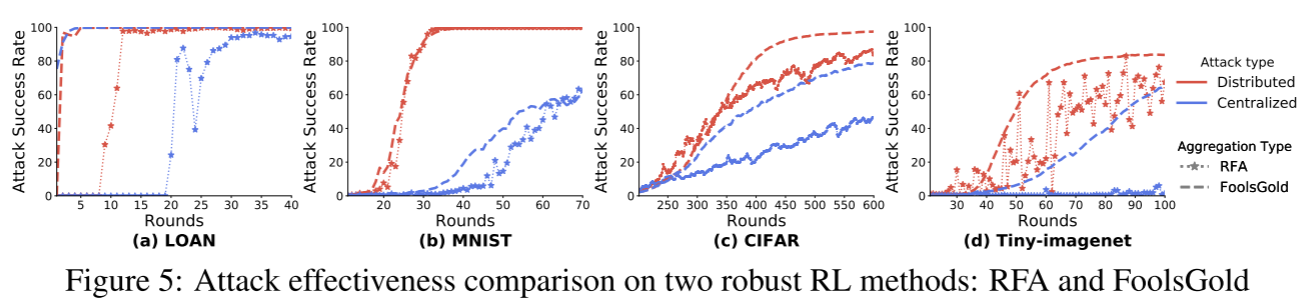 Attack Success Rate
100
80
60
40
20
0
5 10 15 20 25 30 35 40
Rounds
(a) LOAN
Attack Success Rate
100
80
60
40
20
0
20 30 40 50 60 70
Rounds
(b) MNIST
Attack Success Rate
100
80
60
40
20
0
250 300 350 400 450 500 550 600
Rounds
(c) CIFAR
Attack Success Rate
100
80
60
40
20
0
30 40 50 60 70 80 90 100
Rounds
(d) Tiny-imagenet
Attack type
Distributed
Centralized
Aggregation Type
RFA
FoolsGold
Figure 5: Attack effectiveness comparison on two robust RL methods: RFA and FoolsGold